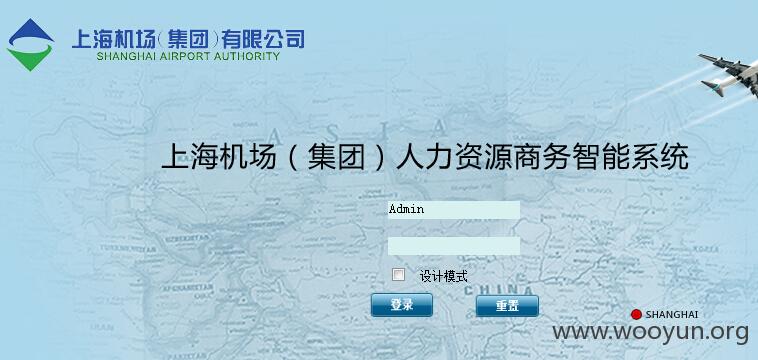 上海机场(集团)有限公司
SHANGHAI AIRPORT AUTHORITY
ASIA
上海机场（集团）人力资源商务智能系统
Admin
设计模式
CHINA
登录
重置
SHANGHAI
www.wooyun.org